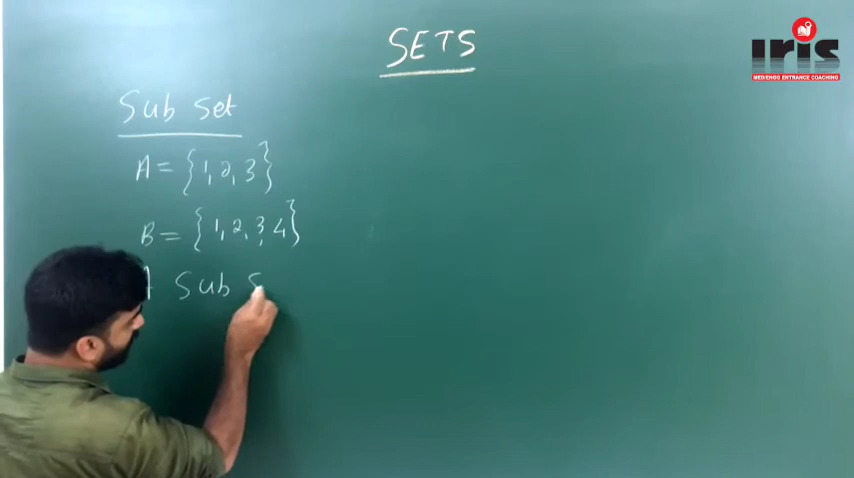 SETS
IRIS
MED/ENGG ENTRANCE COACHING
Sub Set
A = {1, 2, 3}
B = {1, 2, 3, 4}
A Sub S